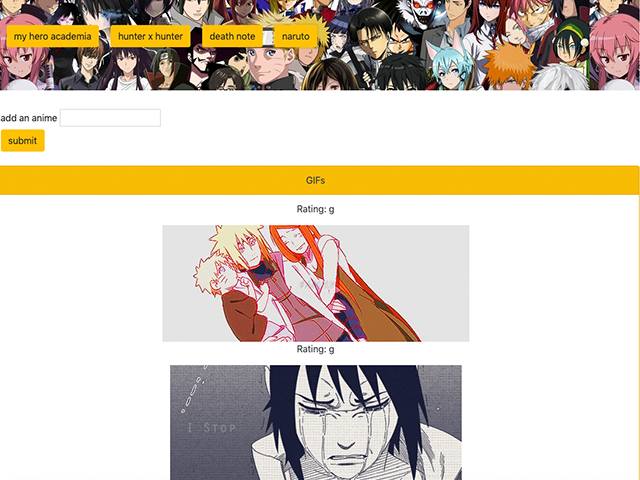 my hero academia hunter x hunter death note naruto
add an anime
submit
GIFs
Rating: g
Rating: g
I STOP